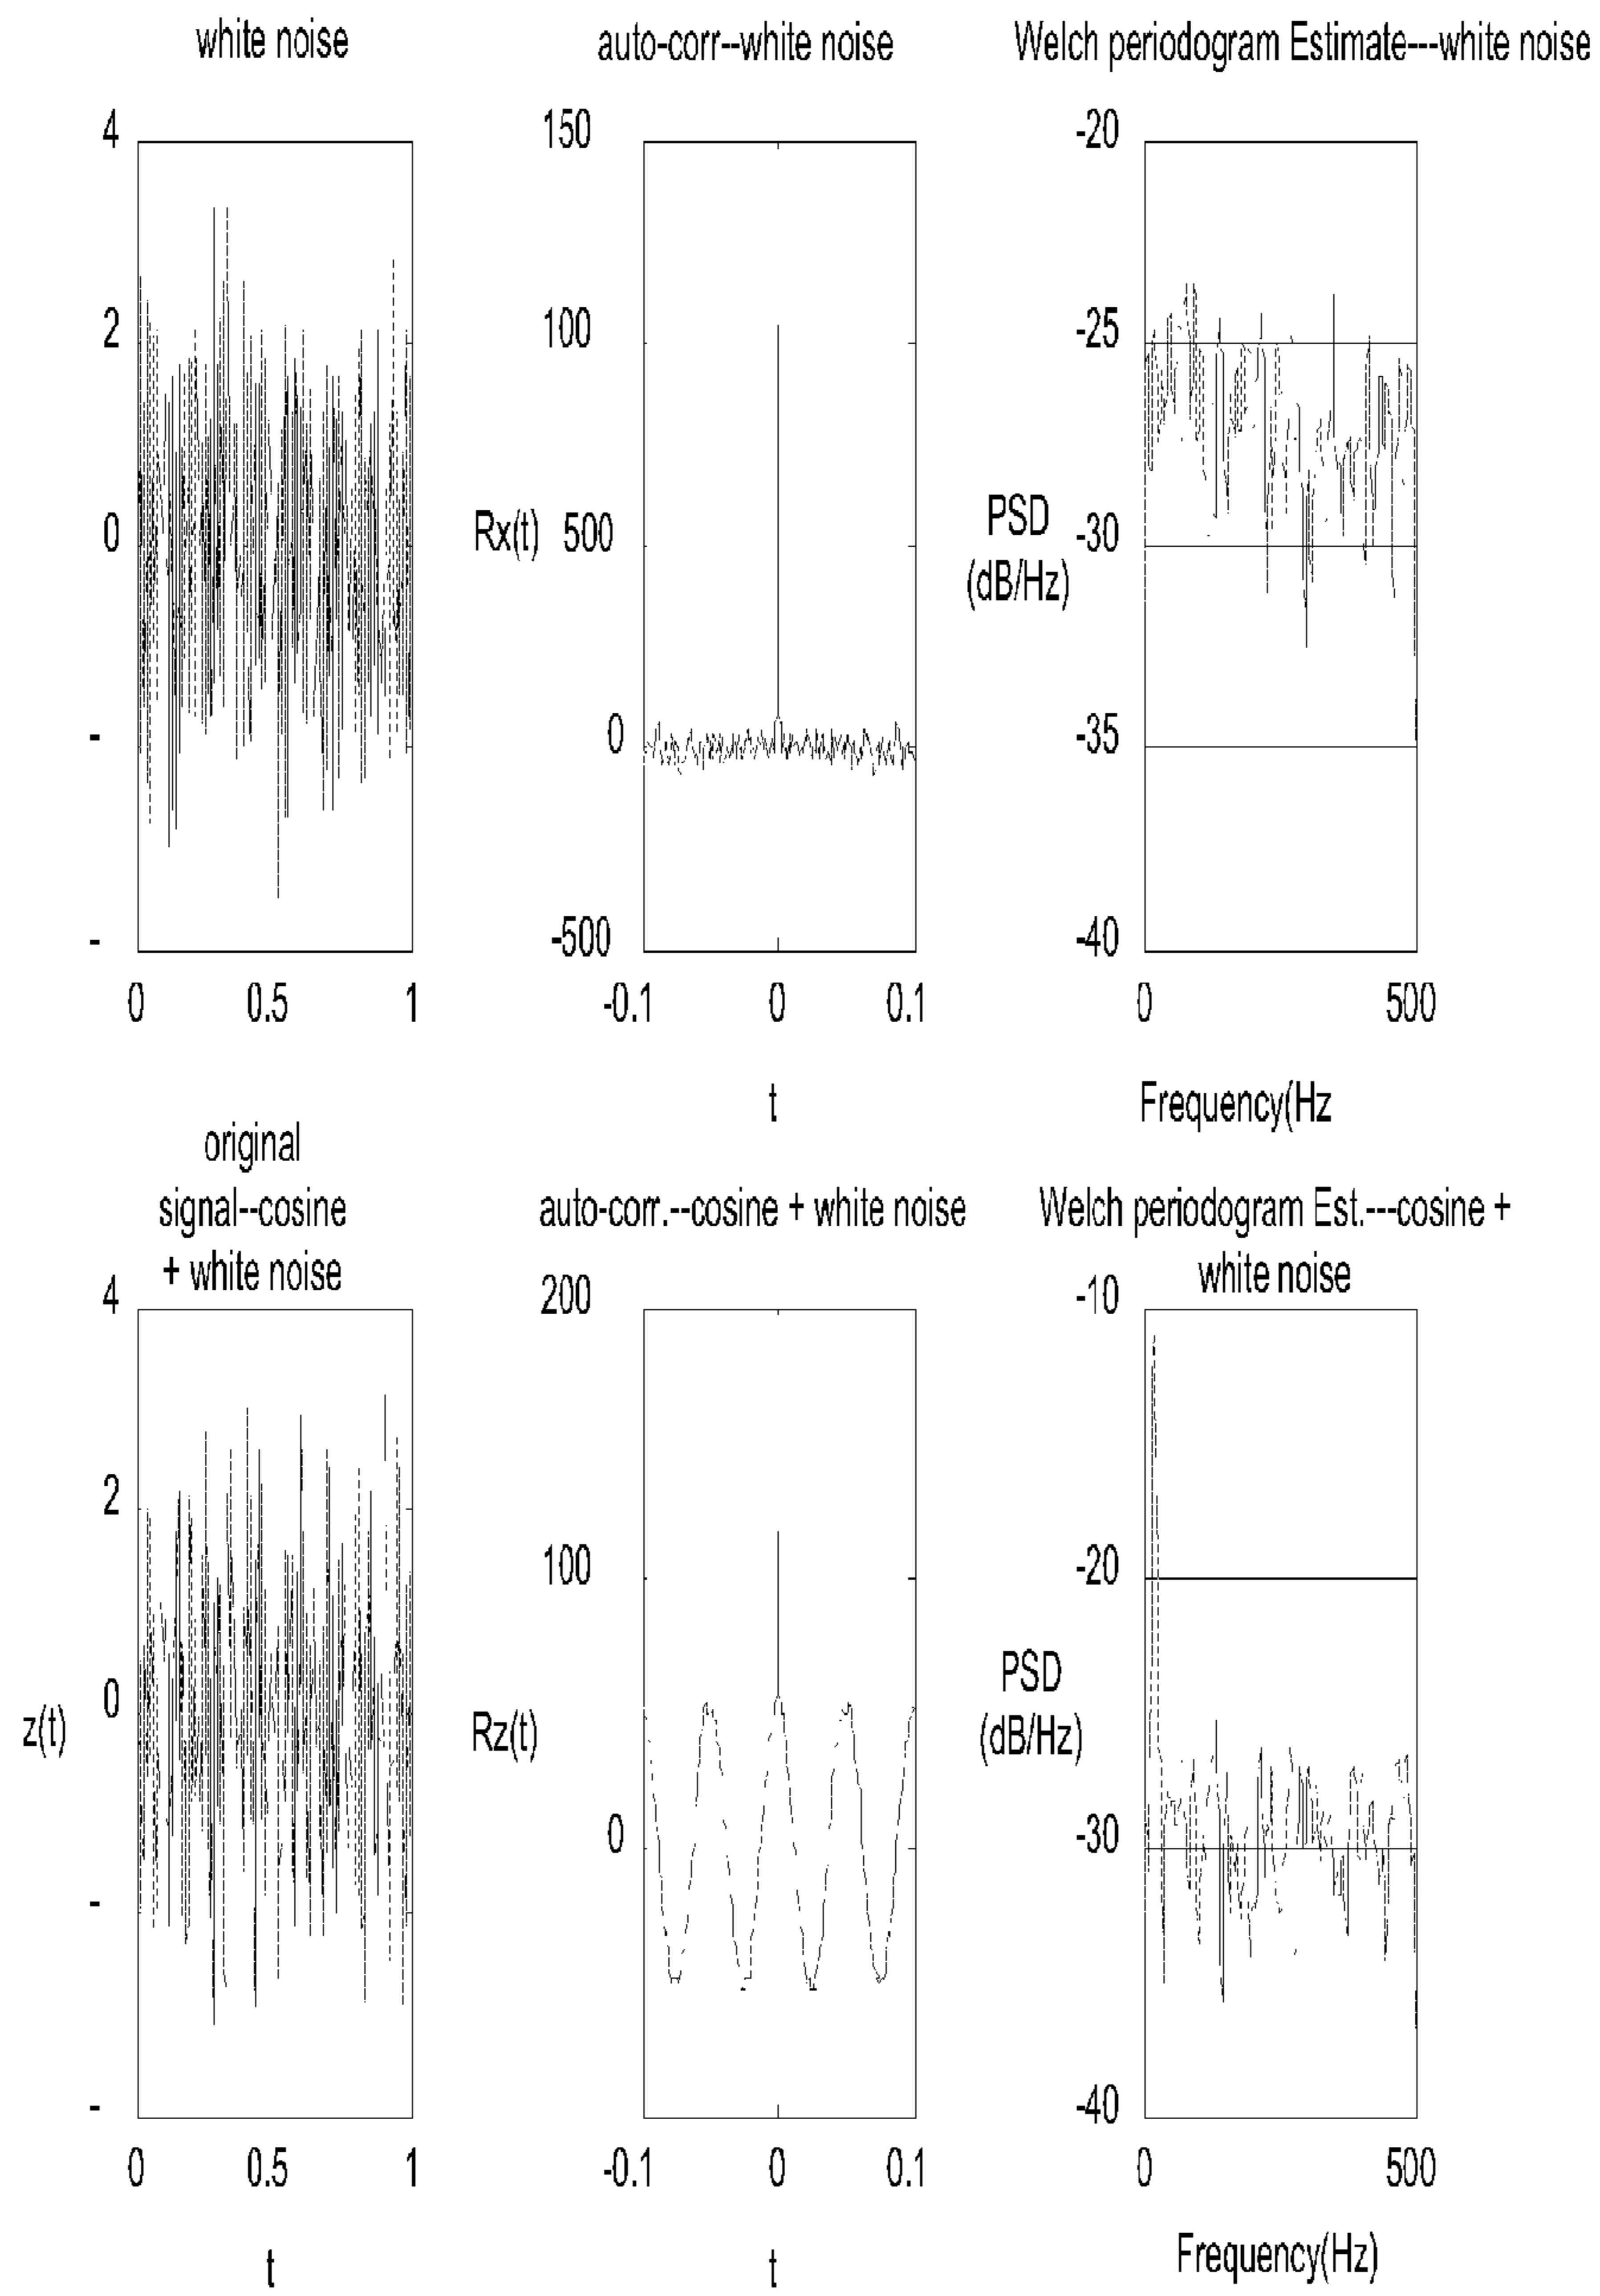 white noise
auto-corr--white noise
Welch periodogram Estimate---white noise
4
2
0
-
-
0 0.5 1
Rx(t)
150
100
500
0
-500
-0.1 0 0.1
t
PSD
(dB/Hz)
-20
-25
-30
-35
-40
0 500
Frequency(Hz
original
signal--cosine
+ white noise
auto-corr.--cosine + white noise
Welch periodogram Est.---cosine +
white noise
z(t)
4
2
0
-
-
0 0.5 1
t
Rz(t)
200
100
0
-0.1 0 0.1
t
PSD
(dB/Hz)
-10
-20
-30
-40
0 500
Frequency(Hz)